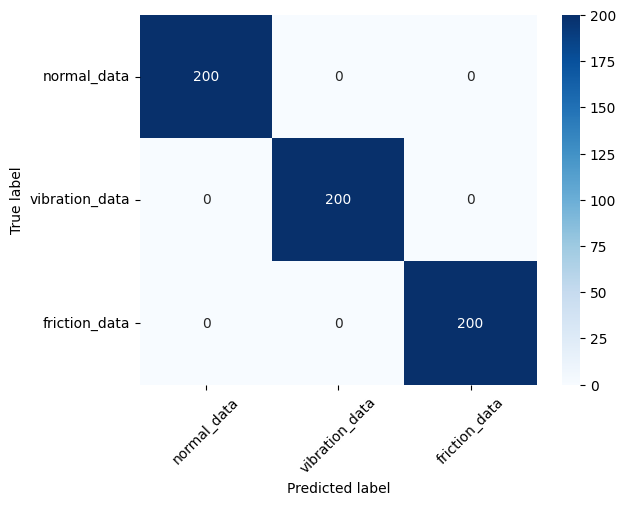 normal_data 200 0 0
vibration_data 0 200 0
friction_data 0 0 200
True label
normal_data vibration_data friction_data
Predicted label
200
175
150
125
100
75
50
25
0